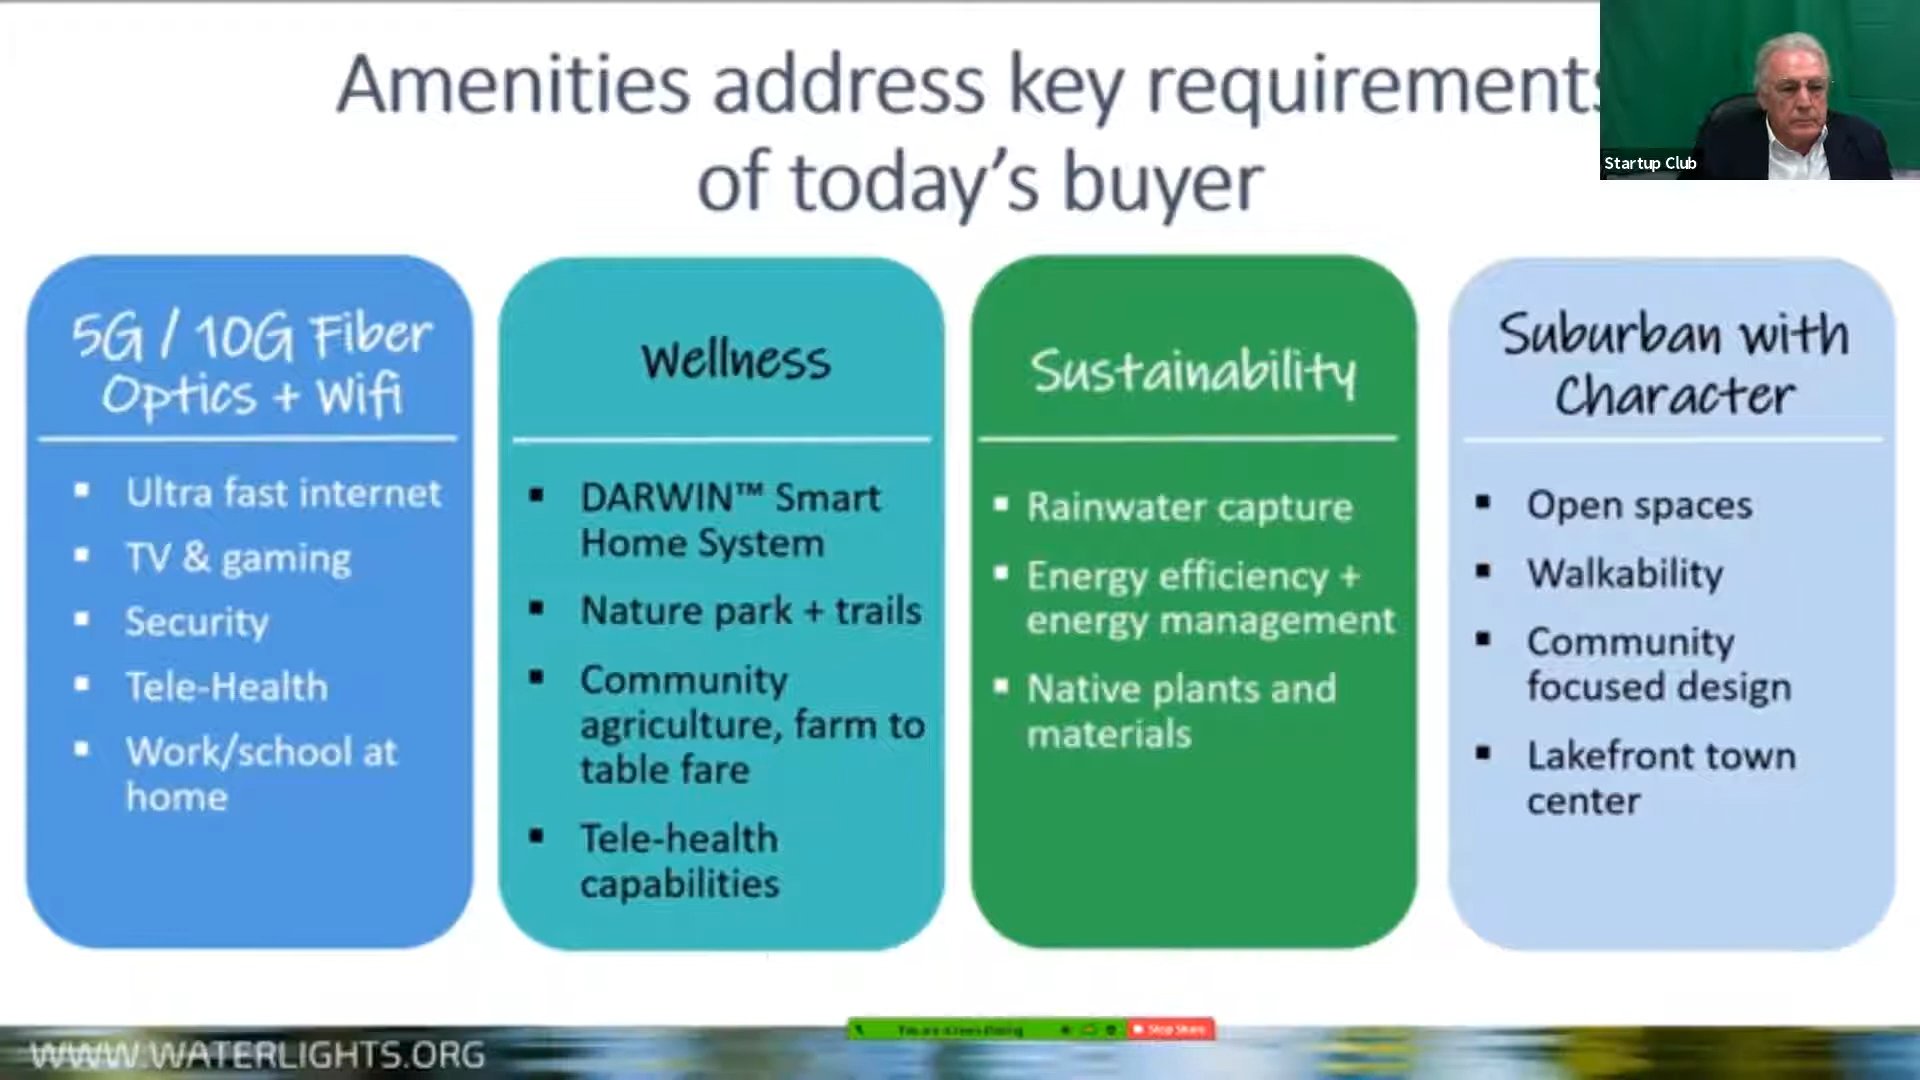 Amenities address key requirements
of today's buyer
Startup Club
5G / 10G Fiber
Optics + Wifi
▪ Ultra fast internet
▪ TV & gaming
▪ Security
▪ Tele-Health
▪ Work/school at
home
Wellness
▪ DARWIN™ Smart
Home System
▪ Nature park + trails
▪ Community
agriculture, farm to
table fare
▪ Tele-health
capabilities
Sustainability
▪ Rainwater capture
▪ Energy efficiency +
energy management
▪ Native plants and
materials
Suburban with
Character
▪ Open spaces
▪ Walkability
▪ Community
focused design
▪ Lakefront town
center
Stop Share
WWW.WATERLIGHTS.ORG